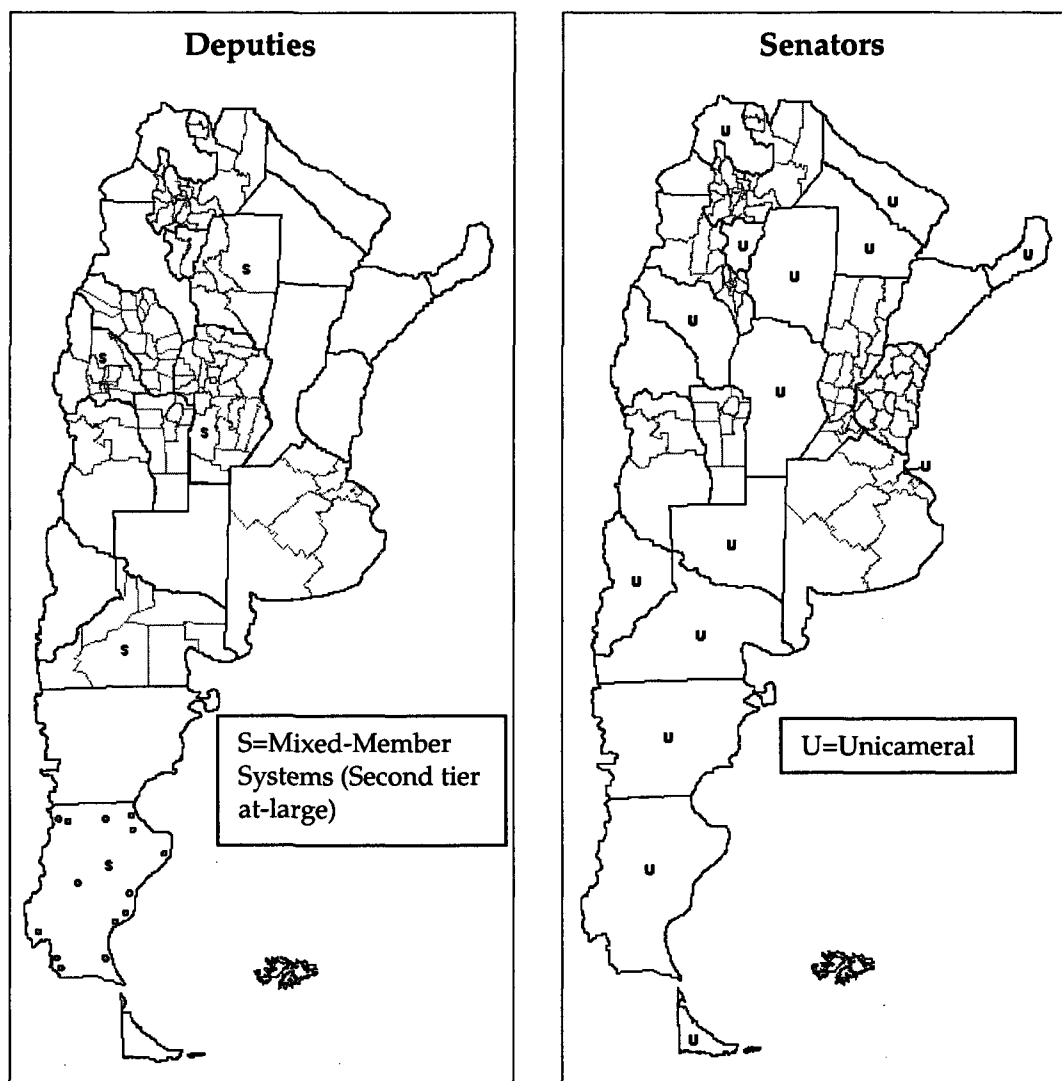 Deputies
S
S
S
S
S=Mixed-Member
Systems (Second tier
at-large)
S
Senators
U
U
U
U
U
U
U
U
U
U
U
U
U
U=Unicameral
U
U